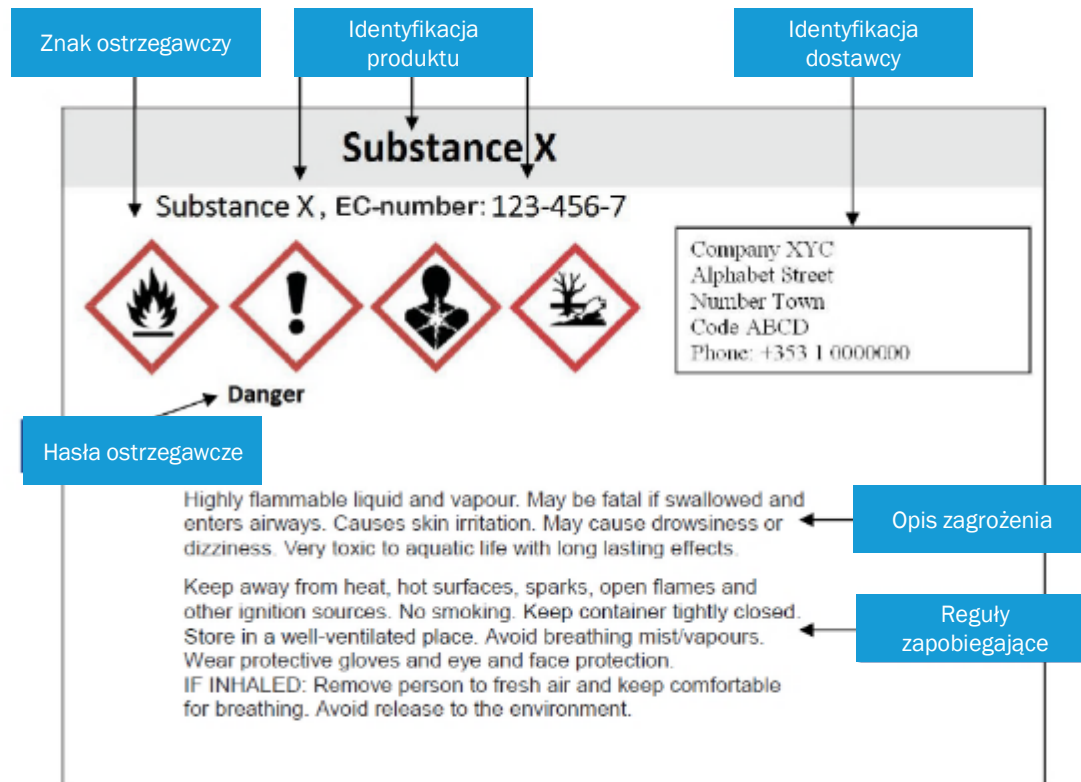 Znak ostrzegawczy
Identyfikacja
produktu
Identyfikacja
dostawcy
Substance X
Substance X, EC-number: 123-456-7
Company XYC
Alphabet Street
Number Town
Code ABCD
Phone: +353 1 0000000
Danger
Hasła ostrzegawcze
Highly flammable liquid and vapour. May be fatal if swallowed and
enters airways. Causes skin irritation. May cause drowsiness or
dizziness. Very toxic to aquatic life with long lasting effects.
Opis zagrożenia
Keep away from heat, hot surfaces, sparks, open flames and
other ignition sources. No smoking. Keep container tightly closed.
Store in a well-ventilated place. Avoid breathing mist/vapours.
Wear protective gloves and eye and face protection.
IF INHALED: Remove person to fresh air and keep comfortable
for breathing. Avoid release to the environment.
Reguły
zapobiegające